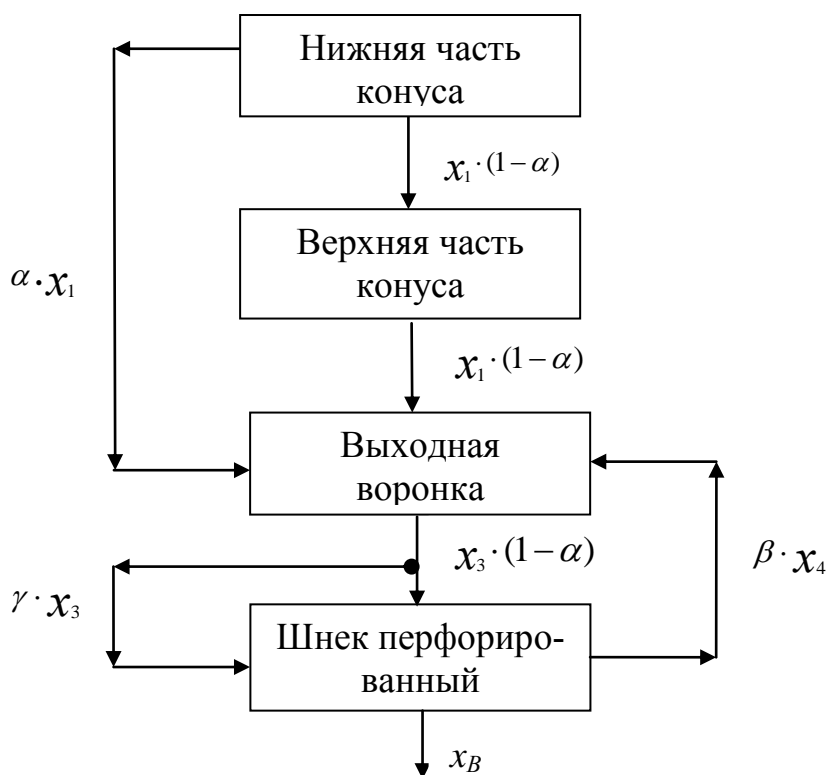 Нижняя часть
конуса
x₁ · (1 − α)
Верхняя часть
конуса
α · x₁
x₁ · (1 − α)
Выходная
воронка
x₃ · (1 − α)
β · x₄
γ · x₃
Шнек перфориро-
ванный
x_B